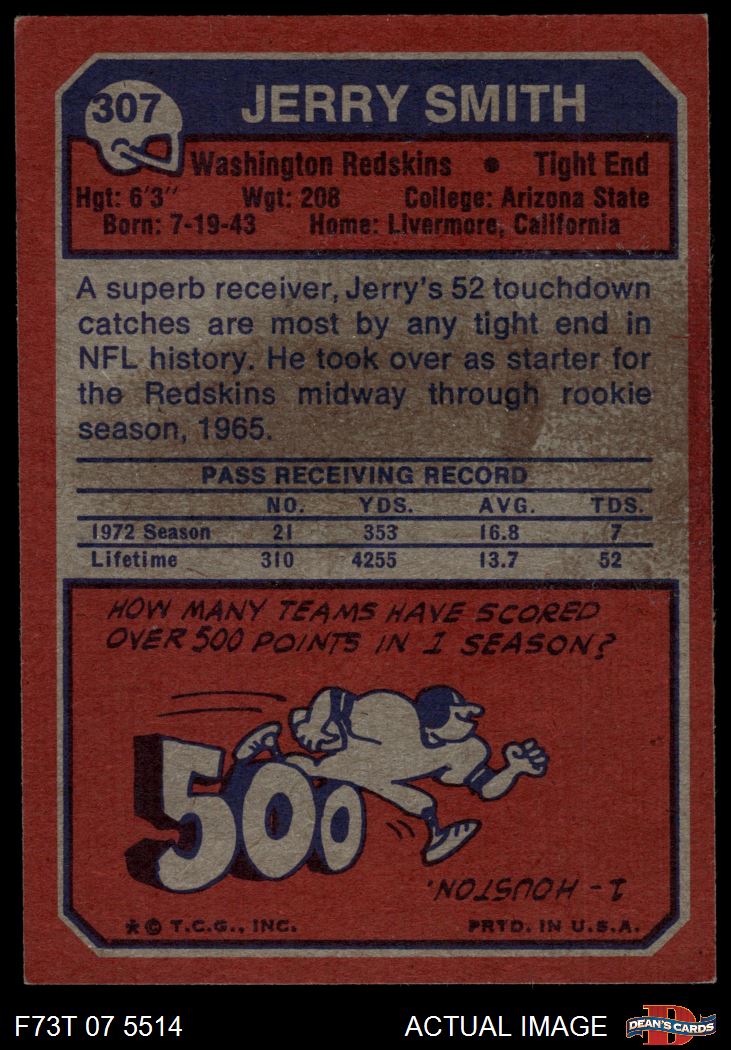 307
JERRY SMITH
Washington Redskins • Tight End
Hgt: 6'3" Wgt: 208 College: Arizona State
Born: 7-19-43 Home: Livermore, California
A superb receiver, Jerry's 52 touchdown
catches are most by any tight end in
NFL history. He took over as starter for
the Redskins midway through rookie
season, 1965.
PASS RECEIVING RECORD
NO. YDS. AVG. TDS.
1972 Season 21 353 16.8 7
Lifetime 310 4255 13.7 52
HOW MANY TEAMS HAVE SCORED
OVER 500 POINTS IN 1 SEASON?
500
1 - HOUSTON.
* © T.C.G., INC. PRTD. IN U.S.A.
F73T 07 5514 ACTUAL IMAGE DEAN'S CARDS